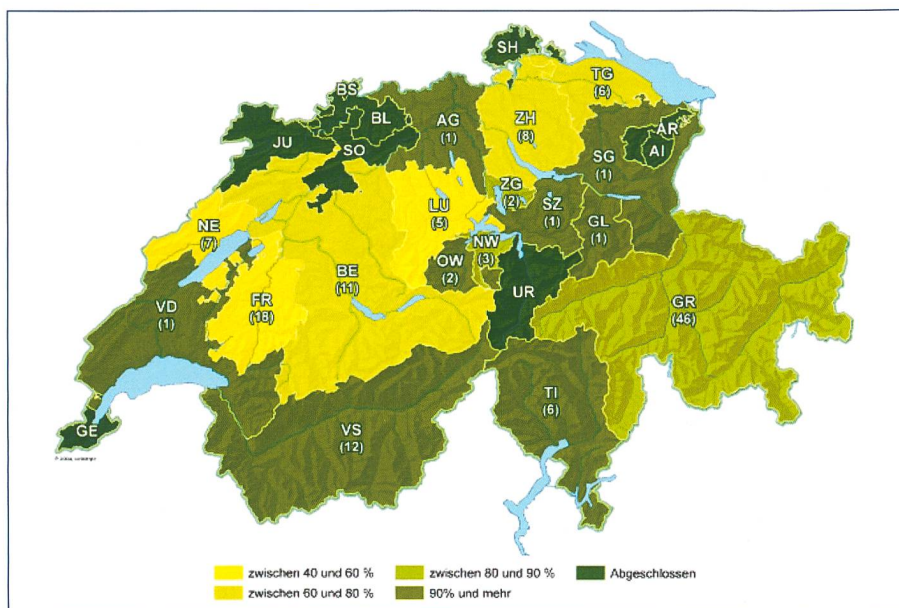 SH
BS
TG
(6)
BL
AG
(1)
ZH
(8)
AR
JU
SO
SG
(1)
AI
ZG
(2)
LU
(5)
SZ
(1)
NE
(7)
GL
(1)
NW
(3)
OW
(2)
BE
(11)
UR
VD
(1)
FR
(18)
GR
(46)
TI
(6)
GE
VS
(12)
zwischen 40 und 60 %
zwischen 60 und 80 %
zwischen 80 und 90 %
90% und mehr
Abgeschlossen